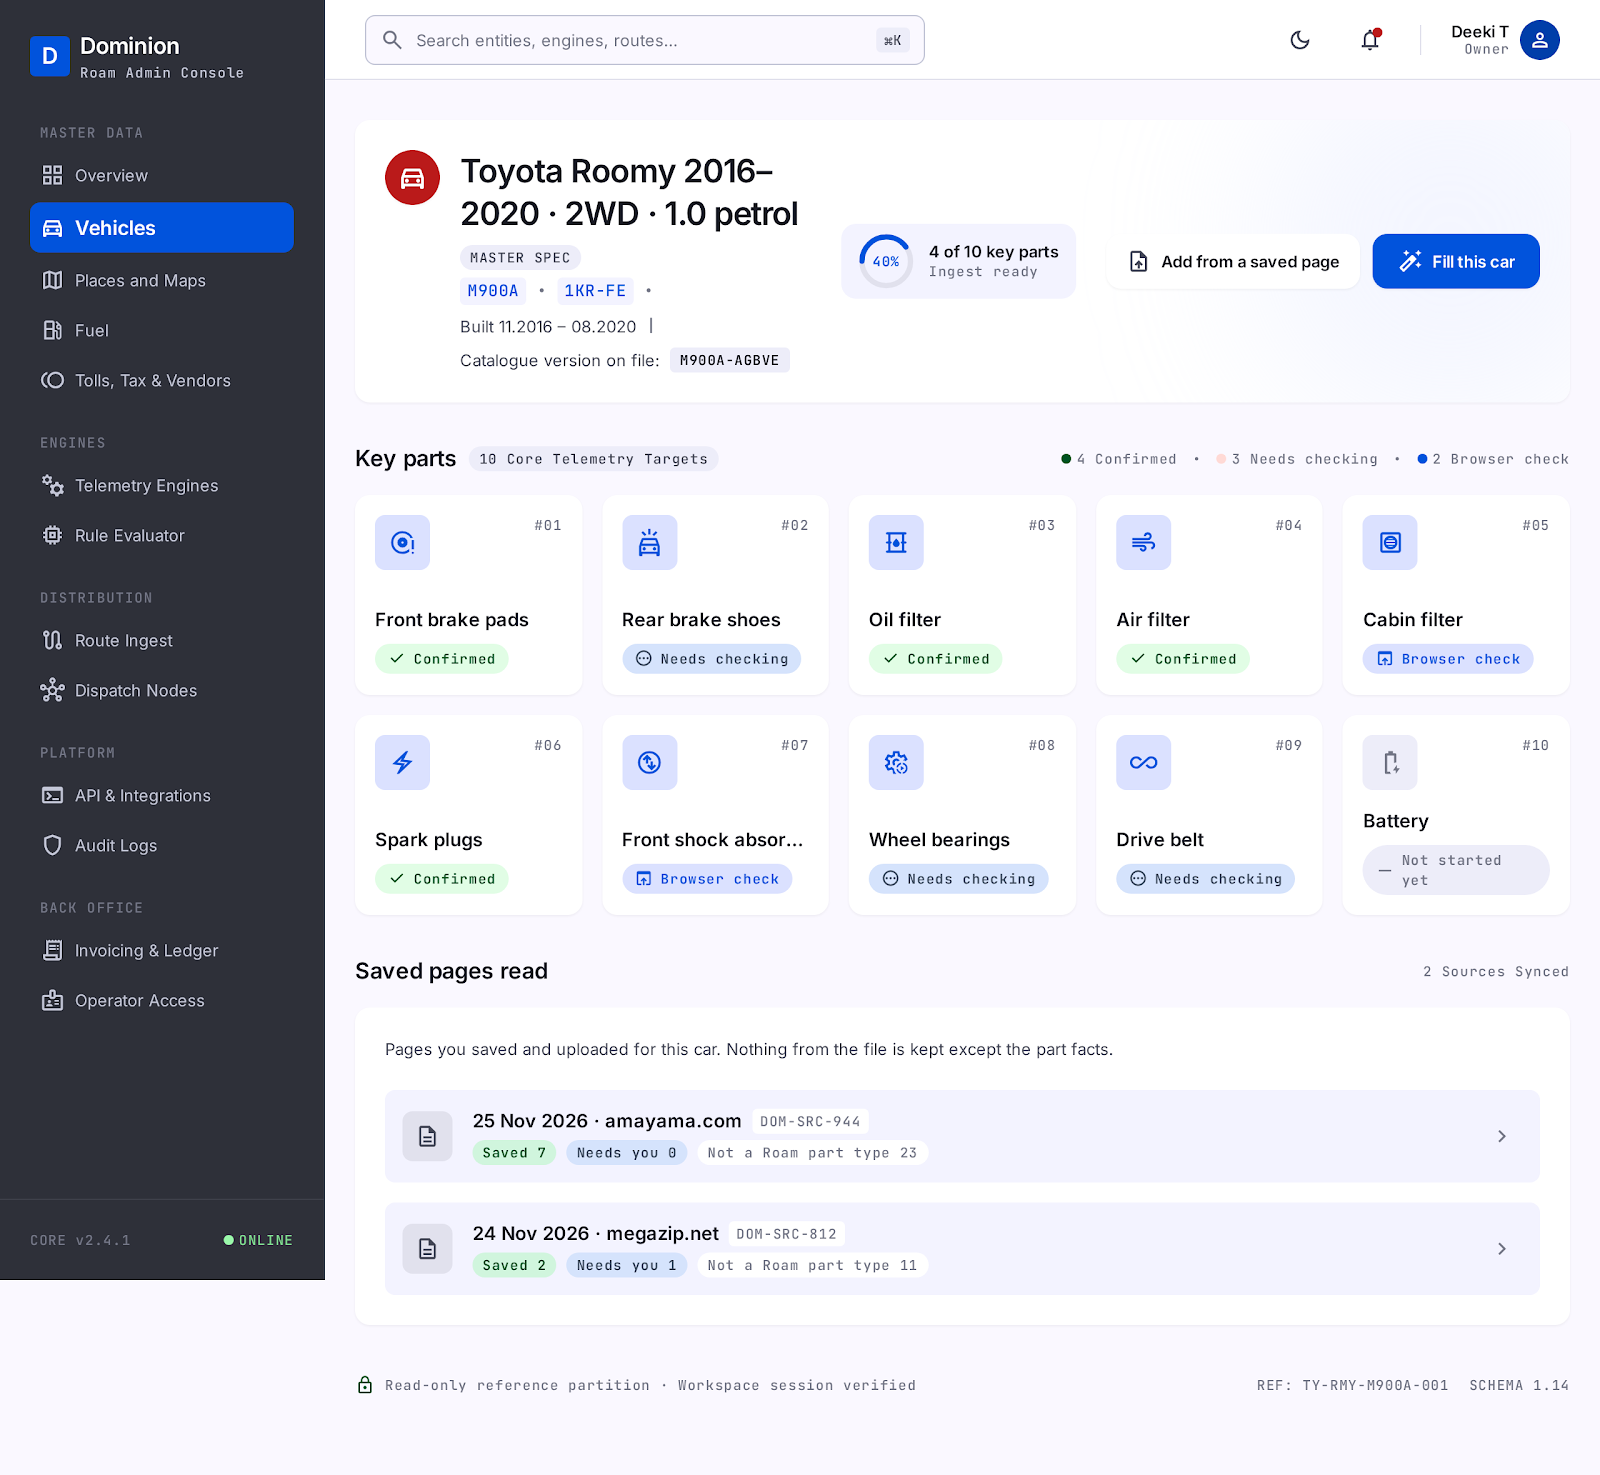 D
Dominion
Roam Admin Console
MASTER DATA
Overview
Vehicles
Places and Maps
Fuel
Tolls, Tax & Vendors
ENGINES
Telemetry Engines
Rule Evaluator
DISTRIBUTION
Route Ingest
Dispatch Nodes
PLATFORM
API & Integrations
Audit Logs
BACK OFFICE
Invoicing & Ledger
Operator Access
CORE v2.4.1
ONLINE
Search entities, engines, routes...
⌘K
Deeki T
Owner
Toyota Roomy 2016–
2020 · 2WD · 1.0 petrol
MASTER SPEC
M900A • 1KR-FE •
Built 11.2016 – 08.2020 |
Catalogue version on file: M900A-AGBVE
40%
4 of 10 key parts
Ingest ready
Add from a saved page
Fill this car
Key parts
10 Core Telemetry Targets
4 Confirmed • 3 Needs checking • 2 Browser check
#01
Front brake pads
Confirmed
#02
Rear brake shoes
Needs checking
#03
Oil filter
Confirmed
#04
Air filter
Confirmed
#05
Cabin filter
Browser check
#06
Spark plugs
Confirmed
#07
Front shock absor...
Browser check
#08
Wheel bearings
Needs checking
#09
Drive belt
Needs checking
#10
Battery
Not started
yet
Saved pages read
2 Sources Synced
Pages you saved and uploaded for this car. Nothing from the file is kept except the part facts.
25 Nov 2026 · amayama.com DOM-SRC-944
Saved 7 Needs you 0 Not a Roam part type 23
24 Nov 2026 · megazip.net DOM-SRC-812
Saved 2 Needs you 1 Not a Roam part type 11
Read-only reference partition · Workspace session verified
REF: TY-RMY-M900A-001 SCHEMA 1.14